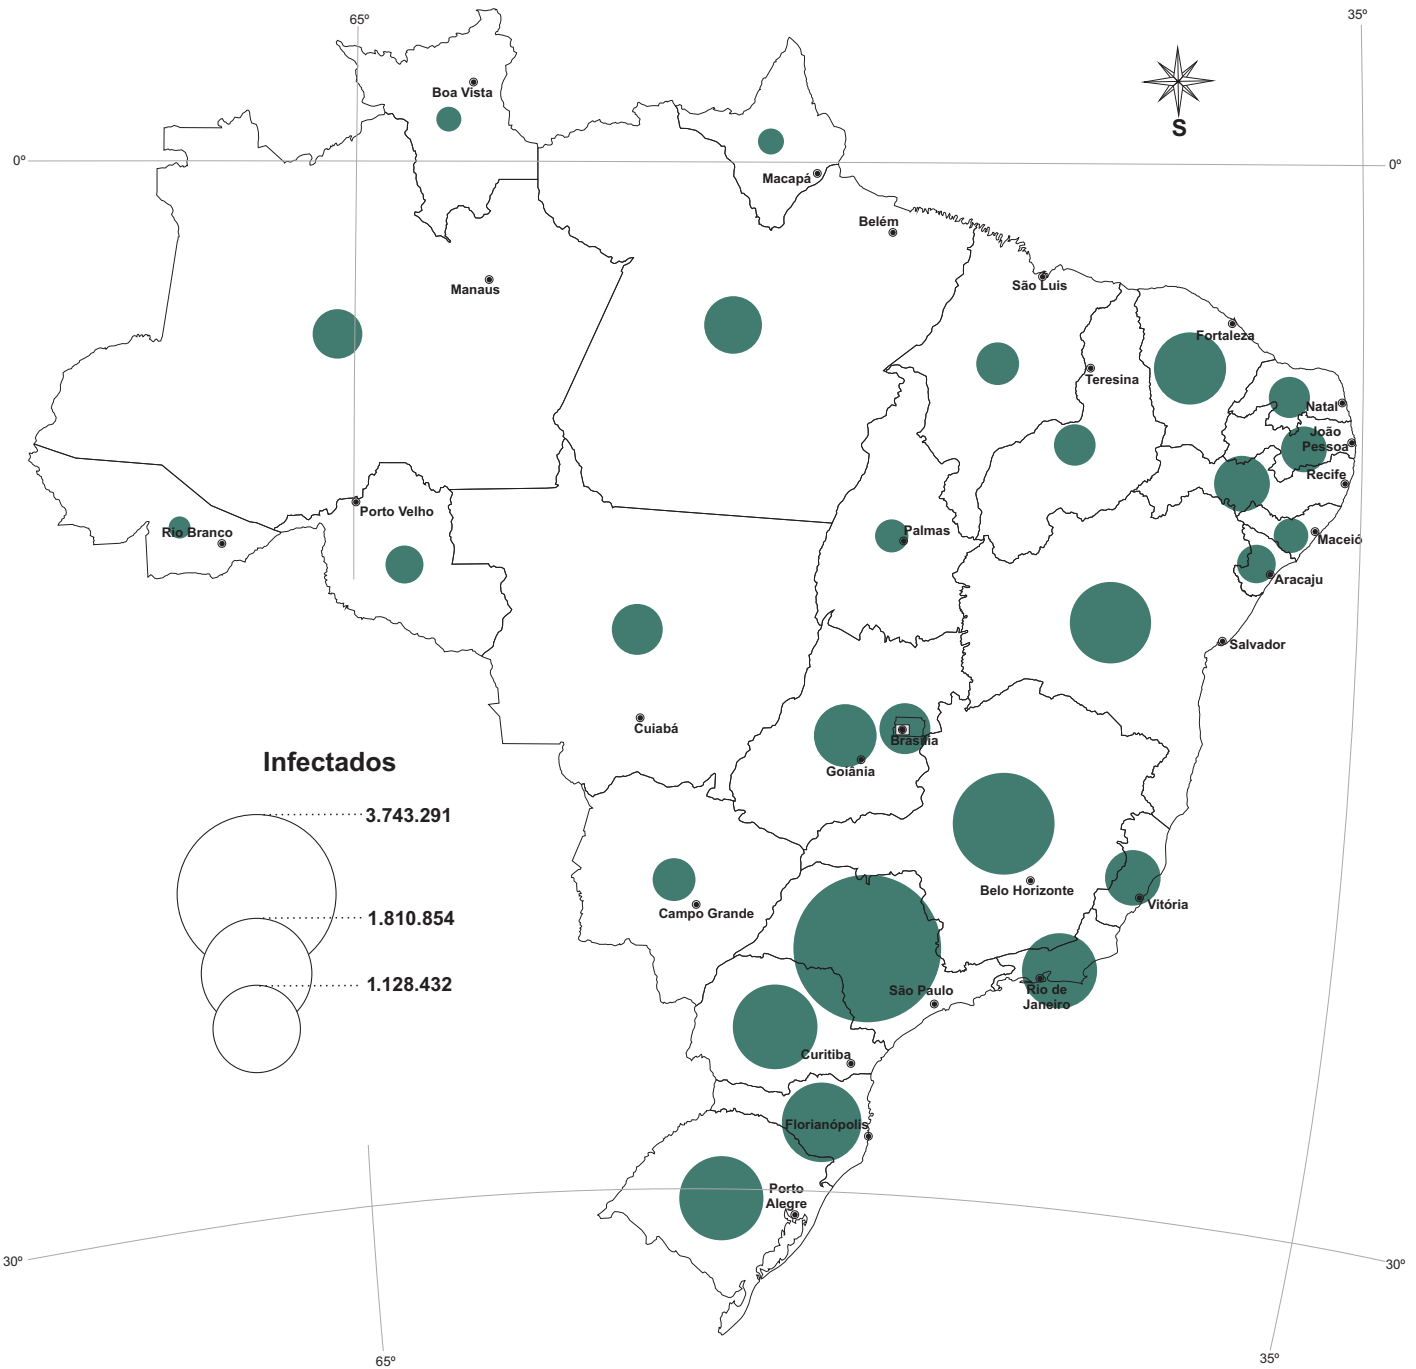 65º
35º
Boa Vista
S
0º
0º
Macapá
Belém
Manaus
São Luis
Fortaleza
Teresina
Natal
João
Pessoa
Recife
Porto Velho
Rio Branco
Palmas
Maceió
Aracaju
Salvador
Cuiabá
Brasília
Goiânia
Infectados
3.743.291
1.810.854
1.128.432
Belo Horizonte
Vitória
Campo Grande
São Paulo
Rio de
Janeiro
Curitiba
Florianópolis
Porto
Alegre
30º
30º
65º
35º